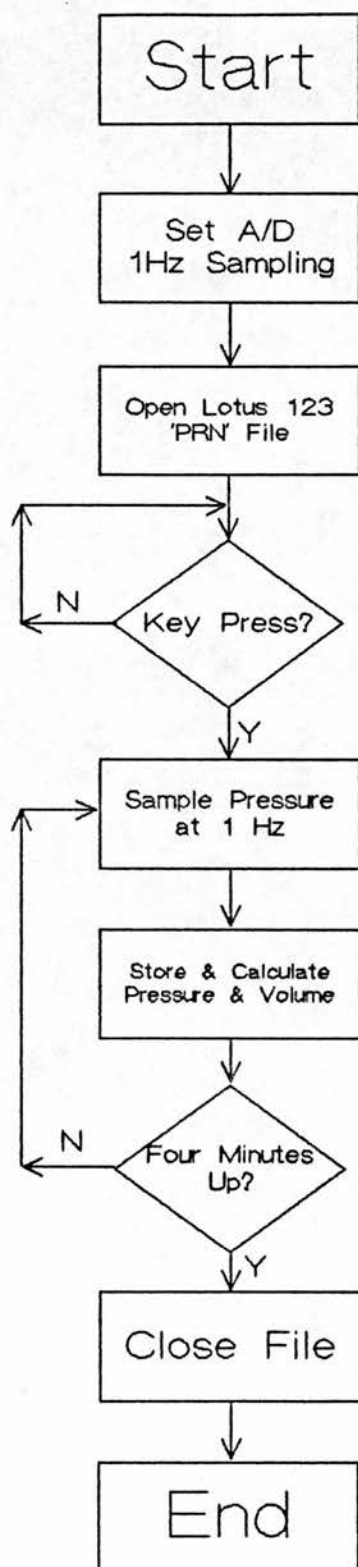 Start
Set A/D
1Hz Sampling
Open Lotus 123
'PRN' File
N
Key Press?
Y
Sample Pressure
at 1 Hz
Store & Calculate
Pressure & Volume
N
Four Minutes
Up?
Y
Close File
End